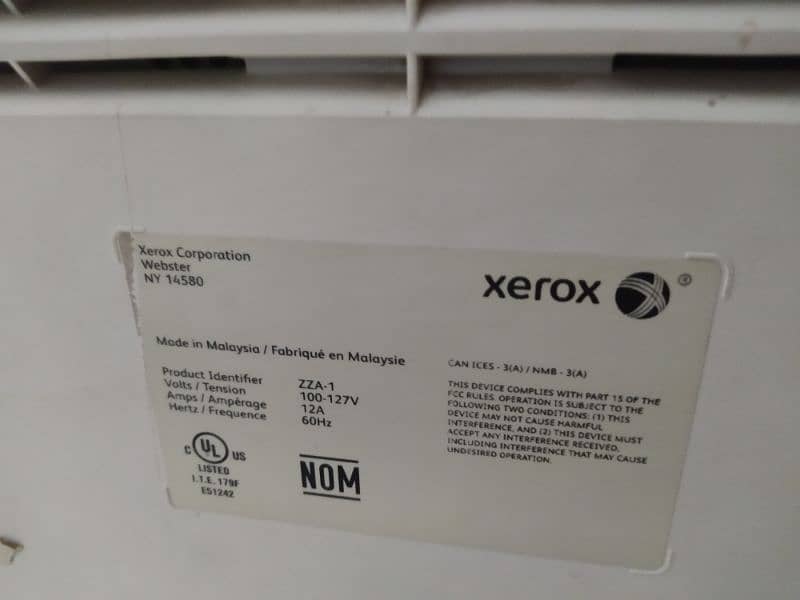 Xerox Corporation
Webster
NY 14580
xerox ®
Made in Malaysia / Fabriqué en Malaysie
Product Identifier ZZA-1
Volts / Tension 100-127V
Amps / Ampérage 12A
Hertz / Frequence 60Hz
C UL US
LISTED
I.T.E. 179F
E51242
NOM
CAN ICES - 3(A) / NMB - 3(A)
THIS DEVICE COMPLIES WITH PART 15 OF THE
FCC RULES. OPERATION IS SUBJECT TO THE
FOLLOWING TWO CONDITIONS: (1) THIS
DEVICE MAY NOT CAUSE HARMFUL
INTERFERENCE, AND (2) THIS DEVICE MUST
ACCEPT ANY INTERFERENCE RECEIVED,
INCLUDING INTERFERENCE THAT MAY CAUSE
UNDESIRED OPERATION.